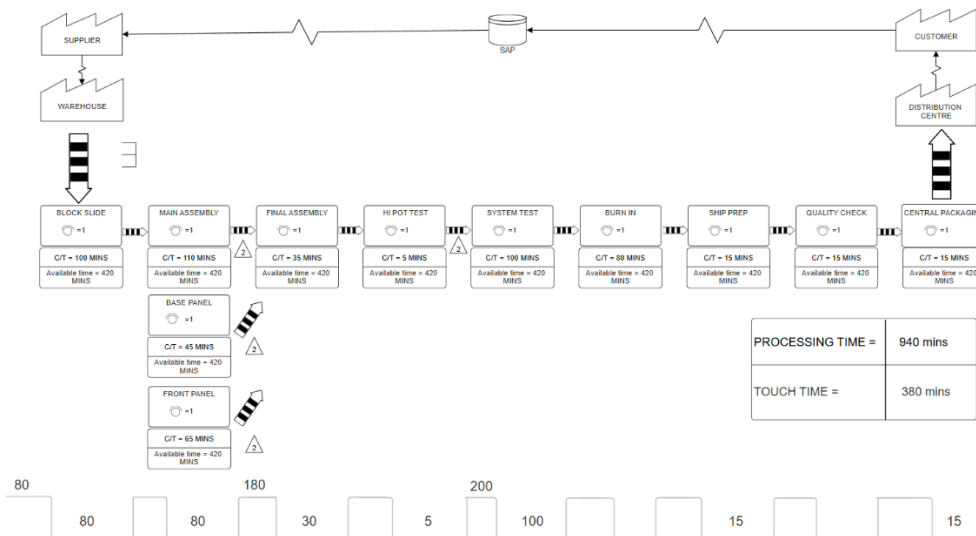 SUPPLIER
SAP
CUSTOMER
WAREHOUSE
DISTRIBUTION
CENTRE
BLOCK SLIDE
=1
C/T = 100 MINS
Available time = 420
MINS
MAIN ASSEMBLY
=1
C/T = 110 MINS
Available time = 420
MINS
2
FINAL ASSEMBLY
=1
C/T = 35 MINS
Available time = 420
MINS
HI POT TEST
=1
C/T = 5 MINS
Available time = 420
MINS
2
SYSTEM TEST
=1
C/T = 100 MINS
Available time = 420
MINS
BURN IN
=1
C/T = 80 MINS
Available time = 420
MINS
SHIP PREP
=1
C/T = 15 MINS
Available time = 420
MINS
QUALITY CHECK
=1
C/T = 15 MINS
Available time = 420
MINS
CENTRAL PACKAGIN
=1
C/T = 15 MINS
Available time = 420
MINS
BASE PANEL
=1
C/T = 45 MINS
Available time = 420
MINS
2
FRONT PANEL
=1
C/T = 65 MINS
Available time = 420
MINS
2
PROCESSING TIME = 940 mins
TOUCH TIME = 380 mins
80 180 200
80 80 30 5 100 15 15